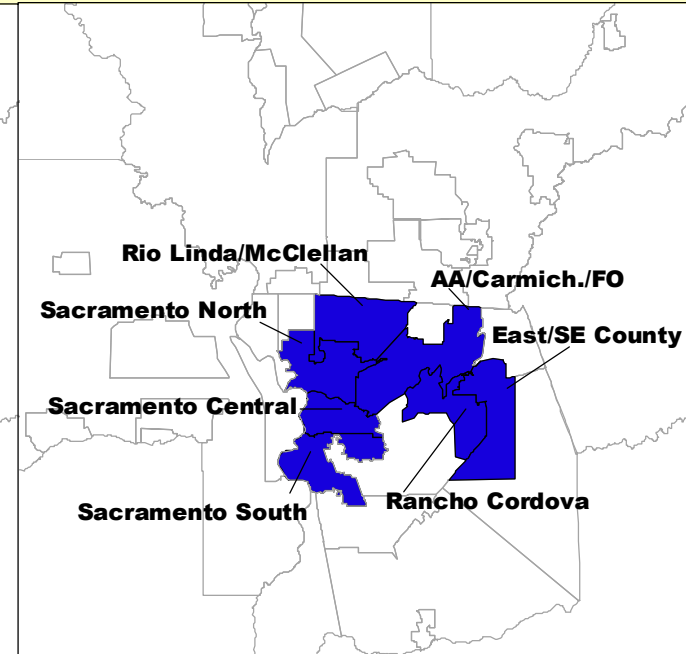 Rio Linda/McClellan
AA/Carmich./FO
Sacramento North
East/SE County
Sacramento Central
Rancho Cordova
Sacramento South